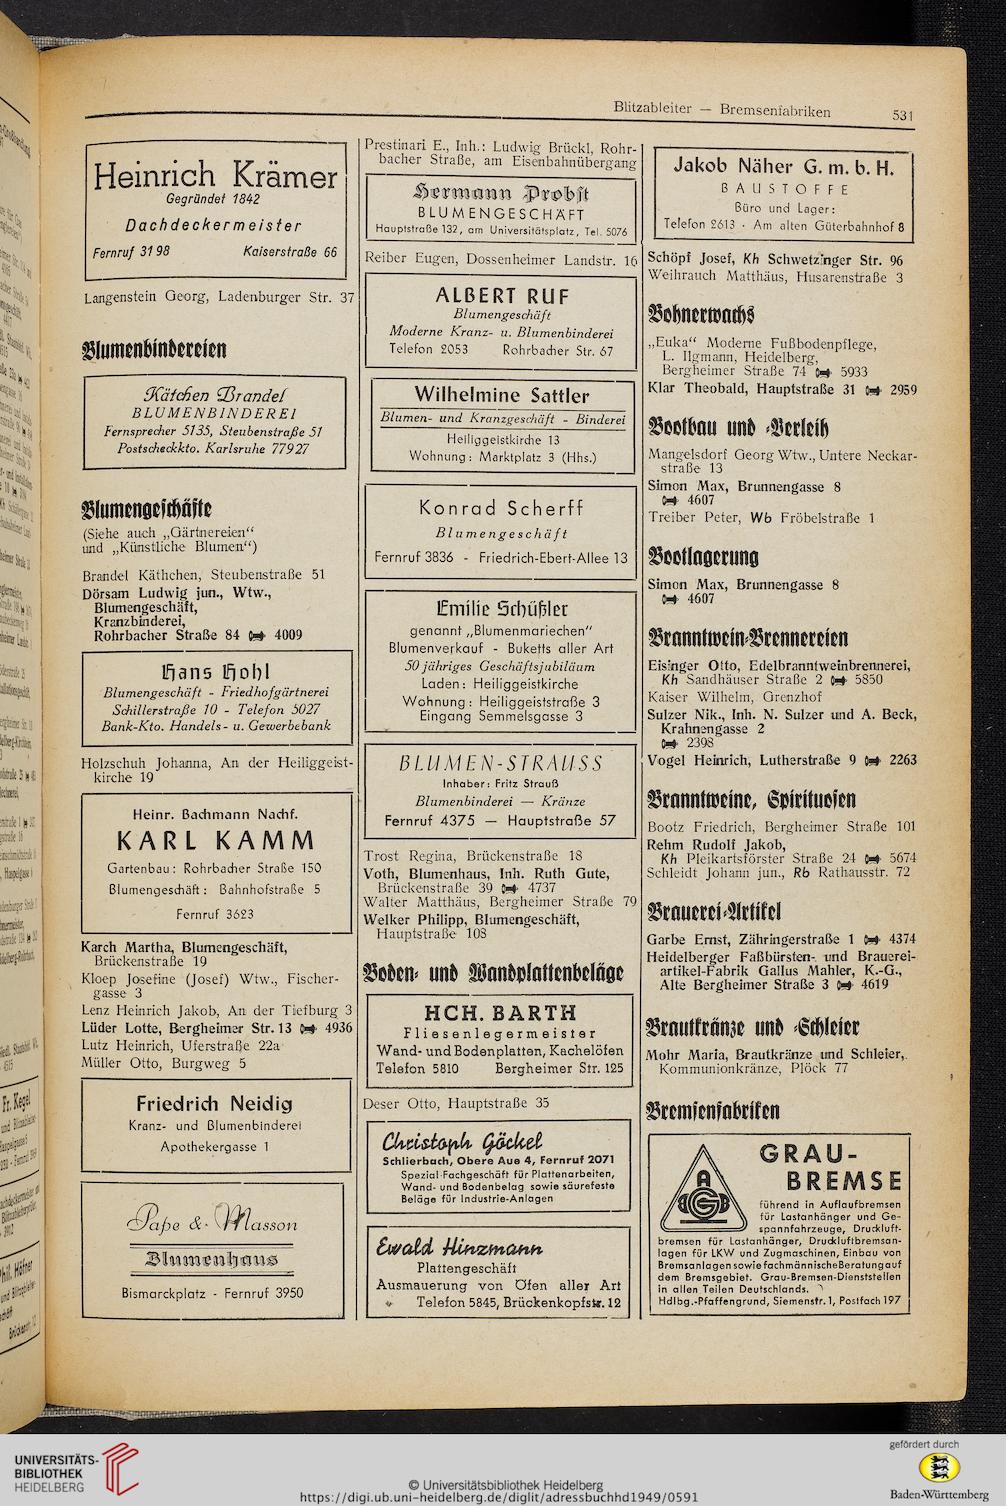 Blitzableiter — Bremsenfabriken 531
Heinrich Krämer
Gegründet 1842
Dachdeckermeister
Fernruf 3198 Kaiserstraße 66
Langenstein Georg, Ladenburger Str. 37
Blumenbindereien
Kätchen Brandel
BLUMENBINDEREI
Fernsprecher 5135, Steubenstraße 51
Postscheckkto. Karlsruhe 77927
Blumengeschäfte
(Siehe auch „Gärtnereien“
und „Künstliche Blumen“)
Brandel Käthchen, Steubenstraße 51
Dörsam Ludwig jun., Wtw.,
Blumengeschäft,
Kranzbinderei,
Rohrbacher Straße 84 4009
Hans Hohl
Blumengeschäft - Friedhofgärtnerei
Schillerstraße 10 - Telefon 5027
Bank-Kto. Handels- u. Gewerbebank
Holzschuh Johanna, An der Heiliggeist-
kirche 19
Heinr. Bachmann Nachf.
KARL KAMM
Gartenbau: Rohrbacher Straße 150
Blumengeschäft: Bahnhofstraße 5
Fernruf 3623
Karch Martha, Blumengeschäft,
Brückenstraße 19
Kloep Josefine (Josef) Wtw., Fischer-
gasse 3
Lenz Heinrich Jakob, An der Tiefburg 3
Lüder Lotte, Bergheimer Str. 13 4936
Lutz Heinrich, Uferstraße 22a
Müller Otto, Burgweg 5
Friedrich Neidig
Kranz- und Blumenbinderei
Apothekergasse 1
Pape & Masson
Blumenhaus
Bismarckplatz - Fernruf 3950
Prestinari E., Inh.: Ludwig Brückl, Rohr-
bacher Straße, am Eisenbahnübergang
Hermann Probst
BLUMENGESCHÄFT
Hauptstraße 132, am Universitätsplatz, Tel. 5076
Reiber Eugen, Dossenheimer Landstr. 16
ALBERT RUF
Blumengeschäft
Moderne Kranz- u. Blumenbinderei
Telefon 2053 Rohrbacher Str. 67
Wilhelmine Sattler
Blumen- und Kranzgeschäft - Binderei
Heiliggeistkirche 13
Wohnung: Marktplatz 3 (Hhs.)
Konrad Scherff
Blumengeschäft
Fernruf 3836 - Friedrich-Ebert-Allee 13
Emilie Schüßler
genannt „Blumenmariechen“
Blumenverkauf - Buketts aller Art
50 jähriges Geschäftsjubiläum
Laden: Heiliggeistkirche
Wohnung: Heiliggeiststraße 3
Eingang Semmelsgasse 3
BLUMEN-STRAUSS
Inhaber: Fritz Strauß
Blumenbinderei — Kränze
Fernruf 4375 — Hauptstraße 57
Trost Regina, Brückenstraße 18
Voth, Blumenhaus, Inh. Ruth Gute,
Brückenstraße 39 4737
Walter Matthäus, Bergheimer Straße 79
Welker Philipp, Blumengeschäft,
Hauptstraße 108
Boden- und Wandplattenbeläge
HCH. BARTH
Fliesenlegermeister
Wand- und Bodenplatten, Kachelöfen
Telefon 5810 Bergheimer Str. 125
Deser Otto, Hauptstraße 35
Christoph Göckel
Schlierbach, Obere Aue 4, Fernruf 2071
Spezial-Fachgeschäft für Plattenarbeiten,
Wand- und Bodenbelag sowie säurefeste
Beläge für Industrie-Anlagen
Ewald Hinzmann
Plattengeschäft
Ausmauerung von Öfen aller Art
Telefon 5845, Brückenkopfstr. 12
Jakob Näher G. m. b. H.
BAUSTOFFE
Büro und Lager:
Telefon 2613 · Am alten Güterbahnhof 8
Schöpf Josef, Kh Schwetzinger Str. 96
Weihrauch Matthäus, Husarenstraße 3
Bohnerwachs
„Euka“ Moderne Fußbodenpflege,
L. Ilgmann, Heidelberg,
Bergheimer Straße 74 5933
Klar Theobald, Hauptstraße 31 2959
Bootbau und -Verleih
Mangelsdorf Georg Wtw., Untere Neckar-
straße 13
Simon Max, Brunnengasse 8
4607
Treiber Peter, Wb Fröbelstraße 1
Bootlagerung
Simon Max, Brunnengasse 8
4607
Branntwein-Brennereien
Eisinger Otto, Edelbranntweinbrennerei,
Kh Sandhäuser Straße 2 5850
Kaiser Wilhelm, Grenzhof
Sulzer Nik., Inh. N. Sulzer und A. Beck,
Krahnengasse 2
2398
Vogel Heinrich, Lutherstraße 9 2263
Branntweine, Spirituosen
Bootz Friedrich, Bergheimer Straße 101
Rehm Rudolf Jakob,
Kh Pleikartsförster Straße 24 5674
Schleidt Johann jun., Rb Rathausstr. 72
Brauerei-Artikel
Garbe Ernst, Zähringerstraße 1 4374
Heidelberger Faßbürsten- und Brauerei-
artikel-Fabrik Gallus Mahler, K.-G.,
Alte Bergheimer Straße 3 4619
Brautkränze und -Schleier
Mohr Maria, Brautkränze und Schleier,
Kommunionkränze, Plöck 77
Bremsenfabriken
GRAU-
BREMSE
führend in Auflaufbremsen
für Lastanhänger und Ge-
spannfahrzeuge, Druckluft-
bremsen für Lastanhänger, Druckluftbremsan-
lagen für LKW und Zugmaschinen, Einbau von
Bremsanlagen sowie fachmännische Beratung auf
dem Bremsgebiet. Grau-Bremsen-Dienststellen
in allen Teilen Deutschlands.
Hdlbg.-Pfaffengrund, Siemenstr. 1, Postfach 197
UNIVERSITÄTS-
BIBLIOTHEK
HEIDELBERG
© Universitätsbibliothek Heidelberg
https://digi.ub.uni-heidelberg.de/diglit/adressbuchhd1949/0591
gefördert durch
Baden-Württemberg